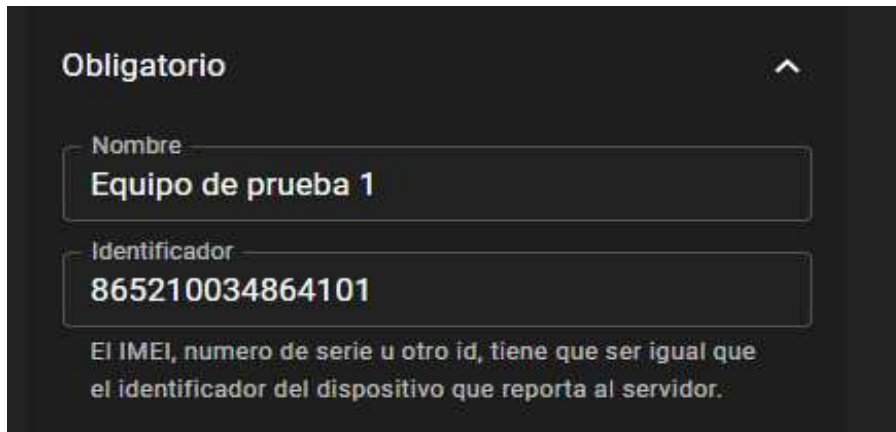 Obligatorio
Nombre
Equipo de prueba 1
Identificador
865210034864101
El IMEI, numero de serie u otro id, tiene que ser igual que
el identificador del dispositivo que reporta al servidor.